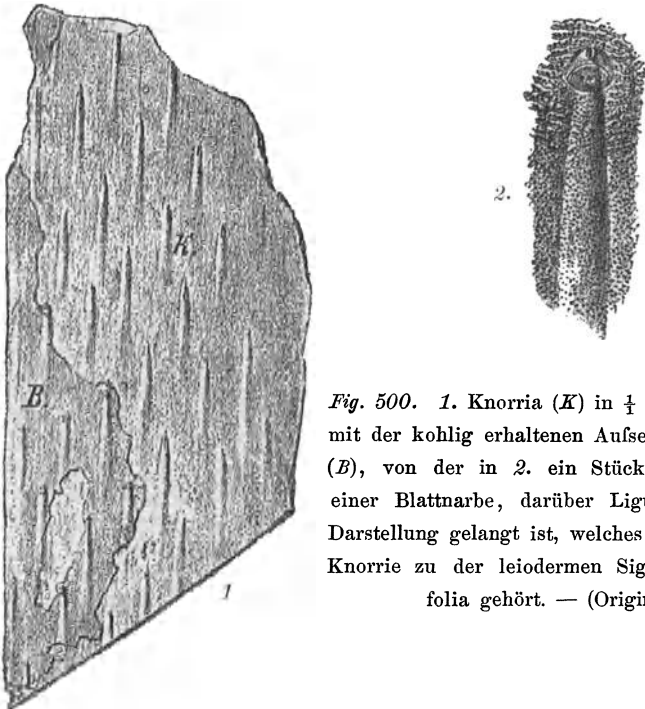 K.
B.
1
2.
Fig. 500. 1. Knorria (K) in 1/1
mit der kohlig erhaltenen Aufse
(B), von der in 2. ein Stück
einer Blattnarbe, darüber Ligu
Darstellung gelangt ist, welches
Knorrie zu der leiodermen Sig
folia gehört. — (Origin